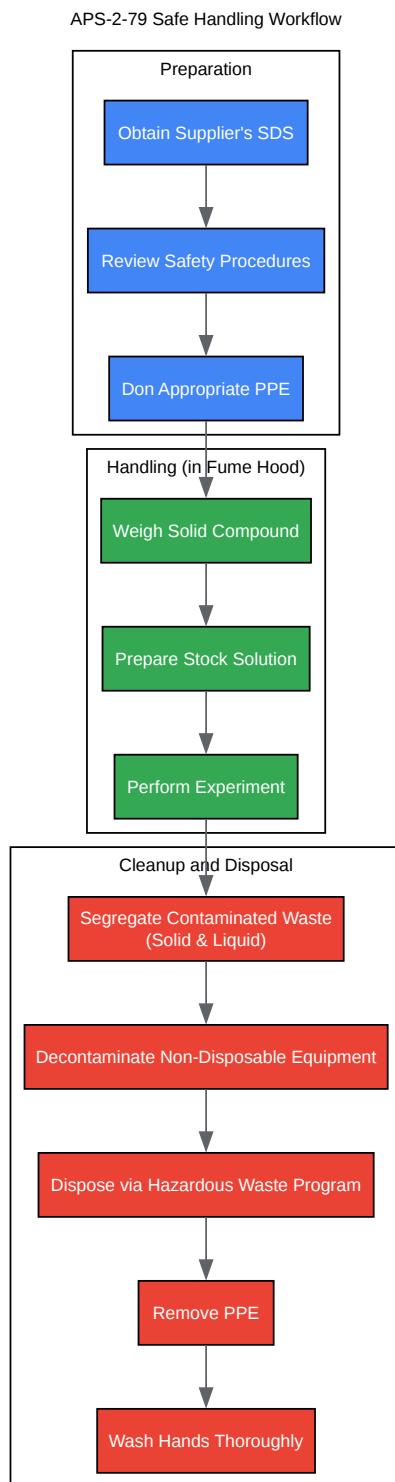 APS-2-79 Safe Handling Workflow
Preparation
Obtain Supplier's SDS
Review Safety Procedures
Don Appropriate PPE
Handling (in Fume Hood)
Weigh Solid Compound
Prepare Stock Solution
Perform Experiment
Cleanup and Disposal
Segregate Contaminated Waste
(Solid & Liquid)
Decontaminate Non-Disposable Equipment
Dispose via Hazardous Waste Program
Remove PPE
Wash Hands Thoroughly